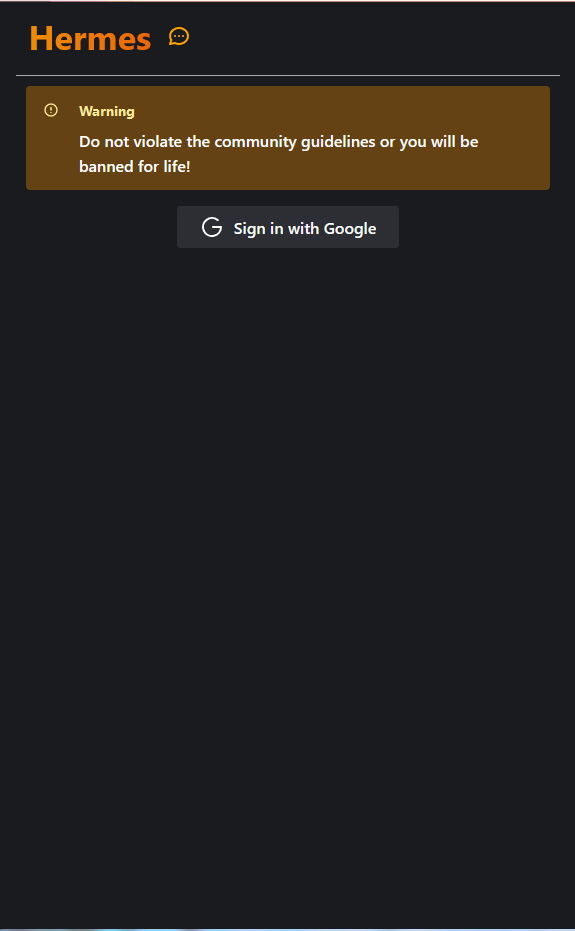 Hermes
Warning
Do not violate the community guidelines or you will be
banned for life!
Sign in with Google